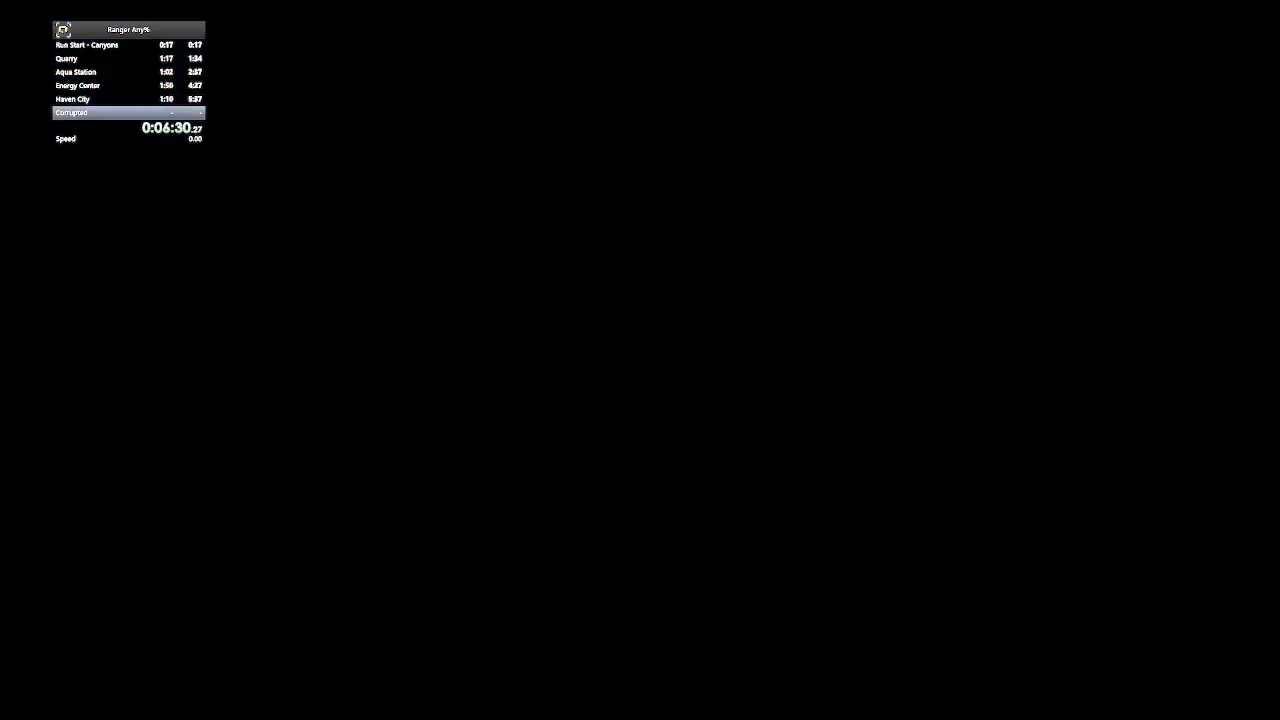 Ranger Any%
Run Start - Canyons 0:17 0:17
Quarry 1:17 1:34
Aqua Station 1:02 2:37
Energy Center 1:50 4:27
Haven City 1:10 5:37
Corrupted - -
0:06:30.27
Speed 0.00